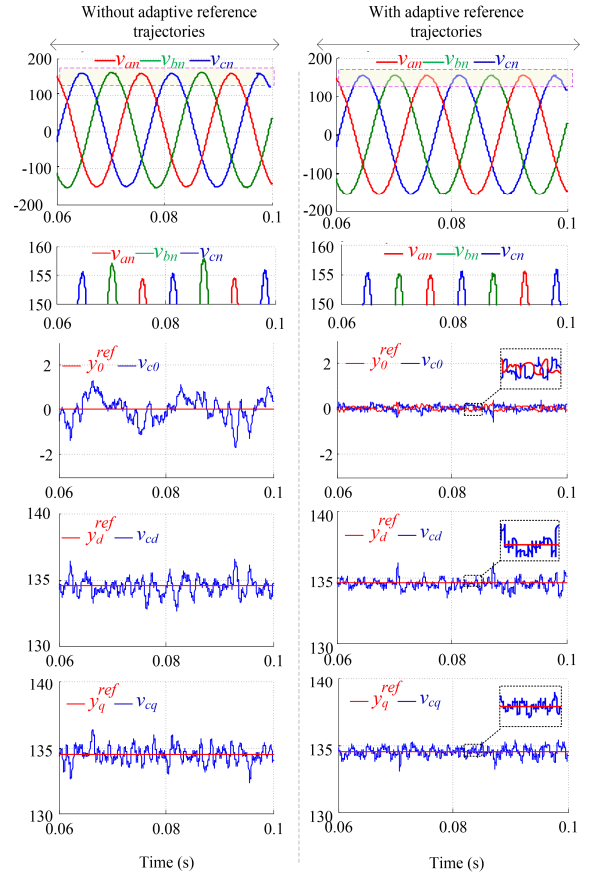 Without adaptive reference
trajectories
With adaptive reference
trajectories
v_an v_bn v_cn
200
100
0
-100
-200
0.06 0.08 0.1
v_an v_bn v_cn
200
100
0
-100
-200
0.06 0.08 0.1
v_an v_bn v_cn
160
155
150
0.06 0.08 0.1
v_an v_bn v_cn
160
155
150
0.06 0.08 0.1
y_0^ref v_c0
2
0
-2
0.06 0.08 0.1
y_0^ref v_c0
2
0
-2
0.06 0.08 0.1
y_d^ref v_cd
140
135
130
0.06 0.08 0.1
y_d^ref v_cd
140
135
130
0.06 0.08 0.1
y_q^ref v_cq
140
135
130
0.06 0.08 0.1
Time (s)
y_q^ref v_cq
140
135
130
0.06 0.08 0.1
Time (s)